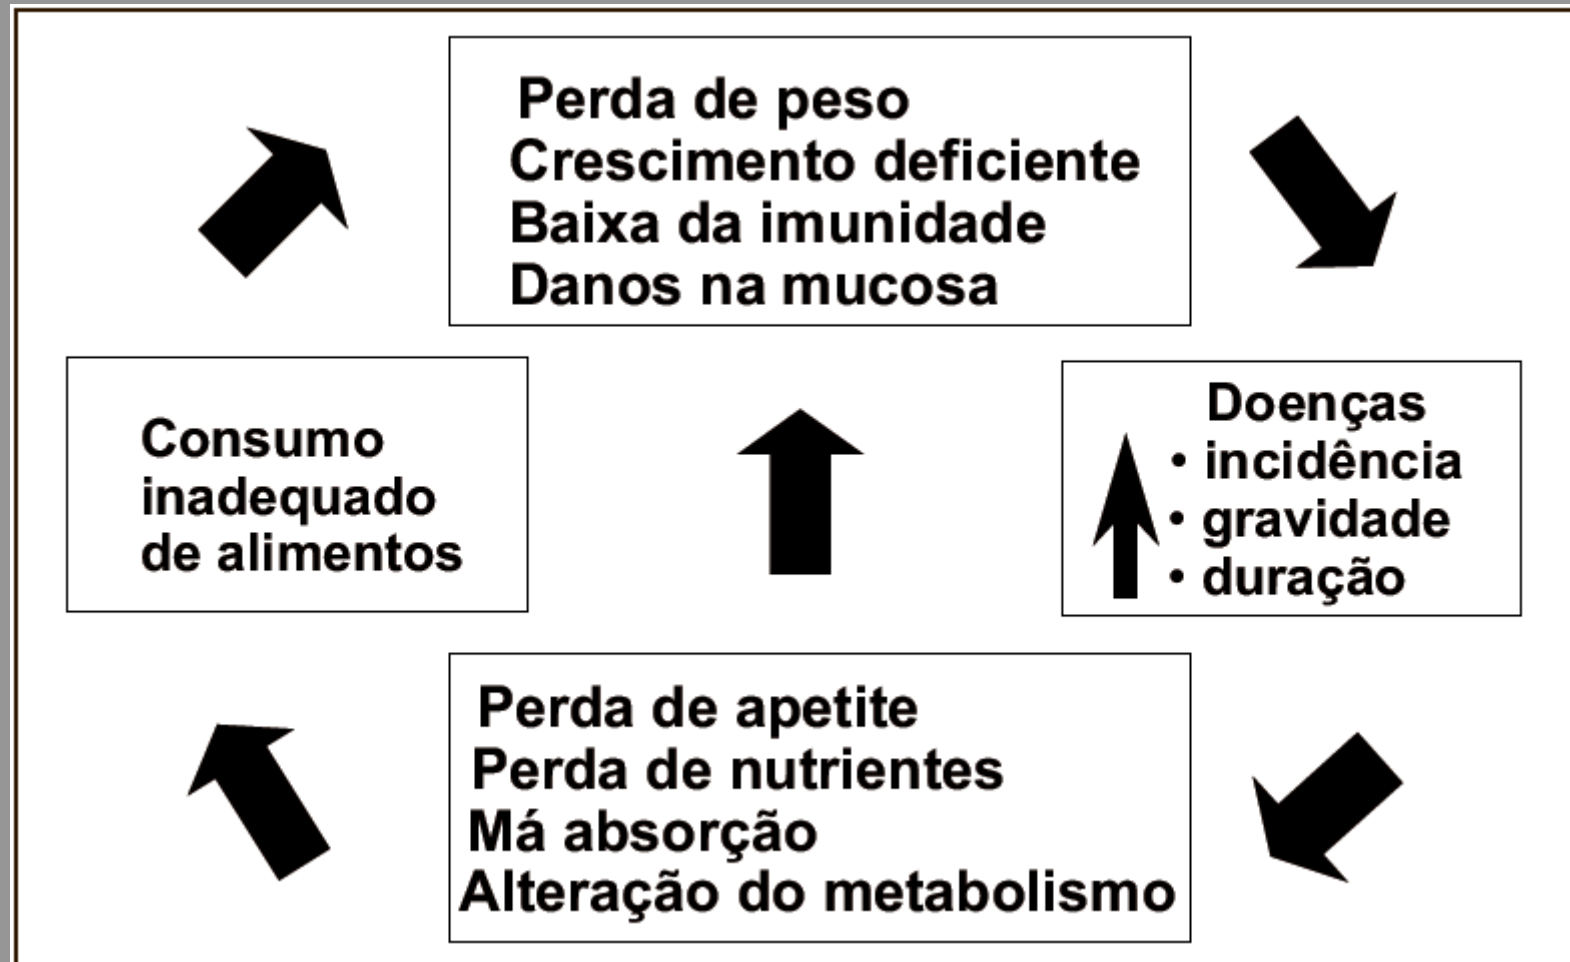 Perda de peso
Crescimento deficiente
Baixa da imunidade
Danos na mucosa
Consumo
inadequado
de alimentos
Doenças
• incidência
• gravidade
• duração
Perda de apetite
Perda de nutrientes
Má absorção
Alteração do metabolismo